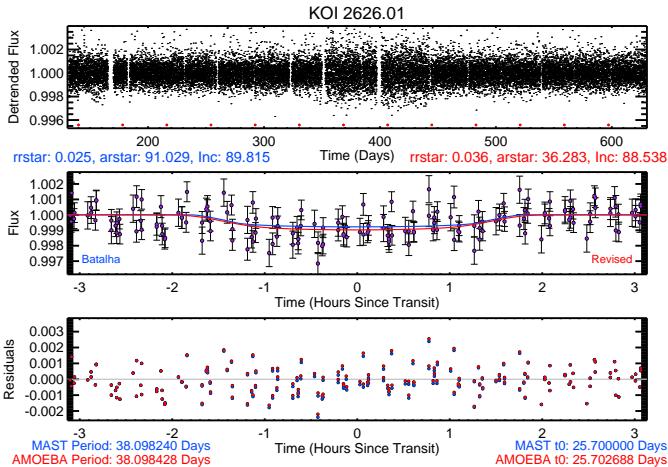 KOI 2626.01
Detrended Flux
1.002
1.000
0.998
0.996
200
300
400
500
600
Time (Days)
rrstar: 0.025, arstar: 91.029, Inc: 89.815
rrstar: 0.036, arstar: 36.283, Inc: 88.538
Flux
1.002
1.001
1.000
0.999
0.998
0.997
Batalha
Revised
-3
-2
-1
0
1
2
3
Time (Hours Since Transit)
Residuals
0.003
0.002
0.001
0.000
-0.001
-0.002
-3
-2
-1
0
1
2
3
Time (Hours Since Transit)
MAST Period: 38.098240 Days
MAST t0: 25.700000 Days
AMOEBA Period: 38.098428 Days
AMOEBA t0: 25.702688 Days